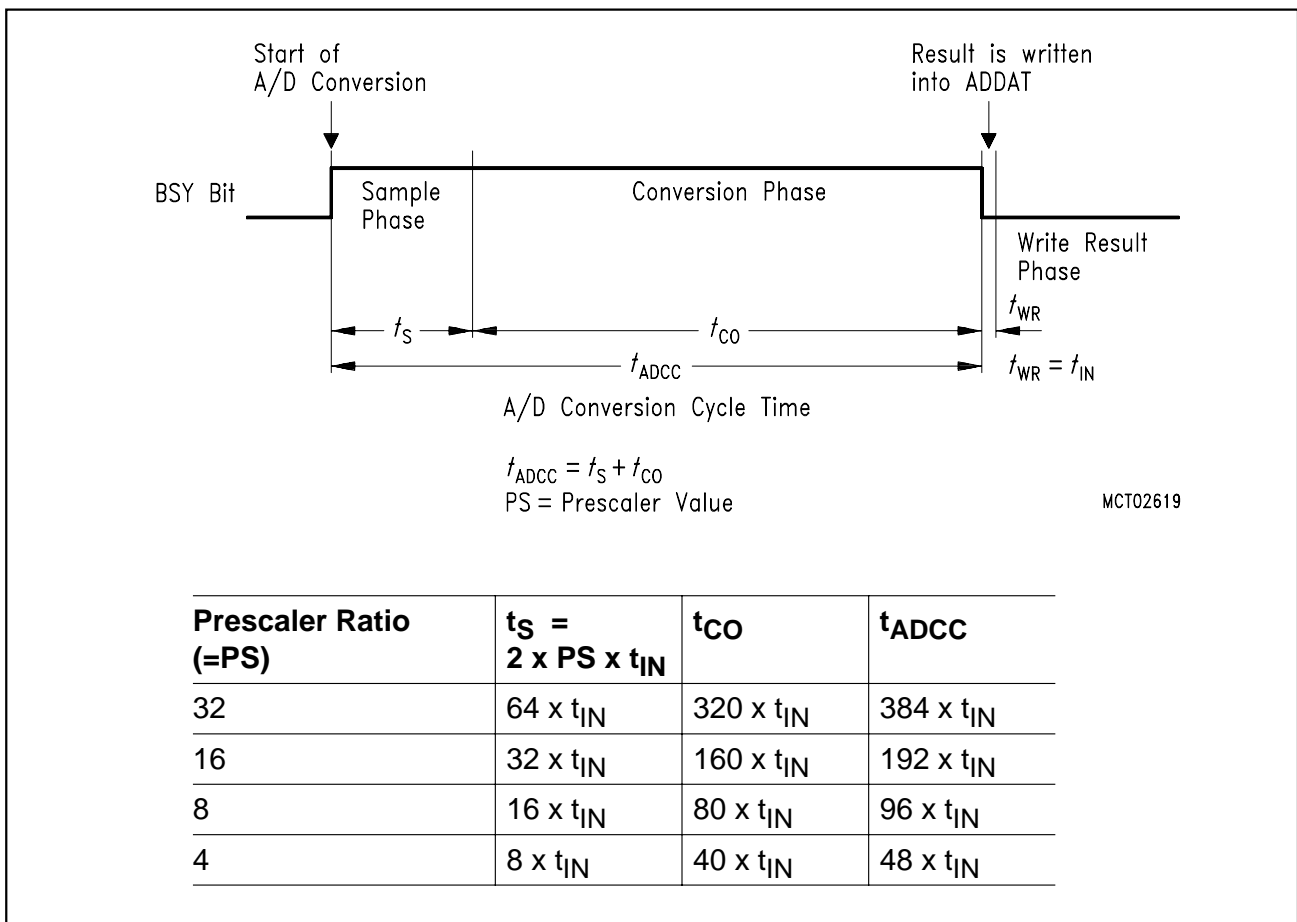 Start of
A/D Conversion
Result is written
into ADDAT
BSY Bit
Sample
Phase
Conversion Phase
Write Result
Phase
tS
tCO
tWR
tADCC
tWR = tIN
A/D Conversion Cycle Time
tADCC = tS + tCO
PS = Prescaler Value
MCT02619
Prescaler Ratio (=PS) | tS = 2 x PS x tIN | tCO | tADCC
32 | 64 x tIN | 320 x tIN | 384 x tIN
16 | 32 x tIN | 160 x tIN | 192 x tIN
8 | 16 x tIN | 80 x tIN | 96 x tIN
4 | 8 x tIN | 40 x tIN | 48 x tIN